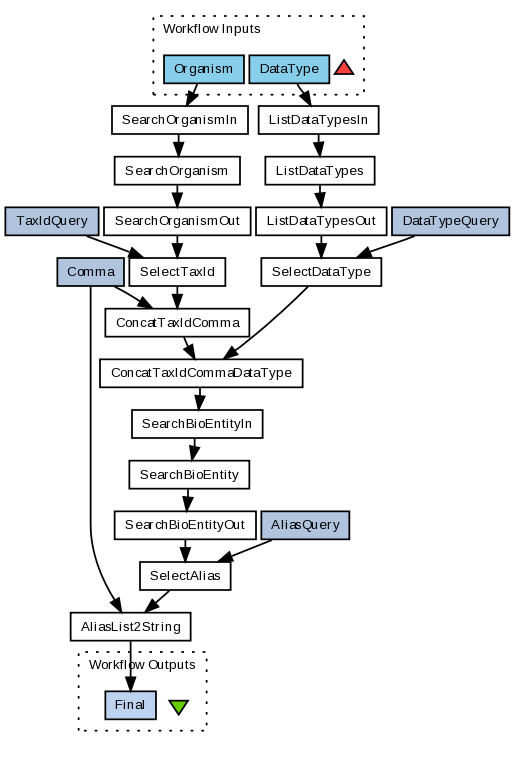 Workflow Inputs
Organism
DataType
SearchOrganismIn
ListDataTypesIn
SearchOrganism
ListDataTypes
TaxIdQuery
SearchOrganismOut
ListDataTypesOut
DataTypeQuery
Comma
SelectTaxId
SelectDataType
ConcatTaxIdComma
ConcatTaxIdCommaDataType
SearchBioEntityIn
SearchBioEntity
SearchBioEntityOut
AliasQuery
SelectAlias
AliasList2String
Workflow Outputs
Final